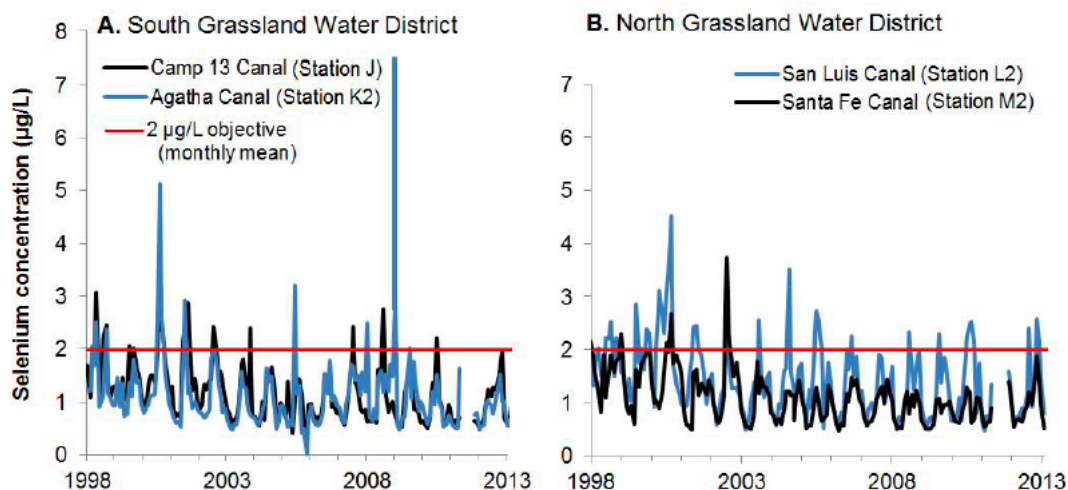 A. South Grassland Water District
Camp 13 Canal (Station J)
Agatha Canal (Station K2)
2 µg/L objective
(monthly mean)
Selenium concentration (µg/L)
8
7
6
5
4
3
2
1
0
1998
2003
2008
2013
B. North Grassland Water District
San Luis Canal (Station L2)
Santa Fe Canal (Station M2)
7
6
5
4
3
2
1
0
1998
2003
2008
2013